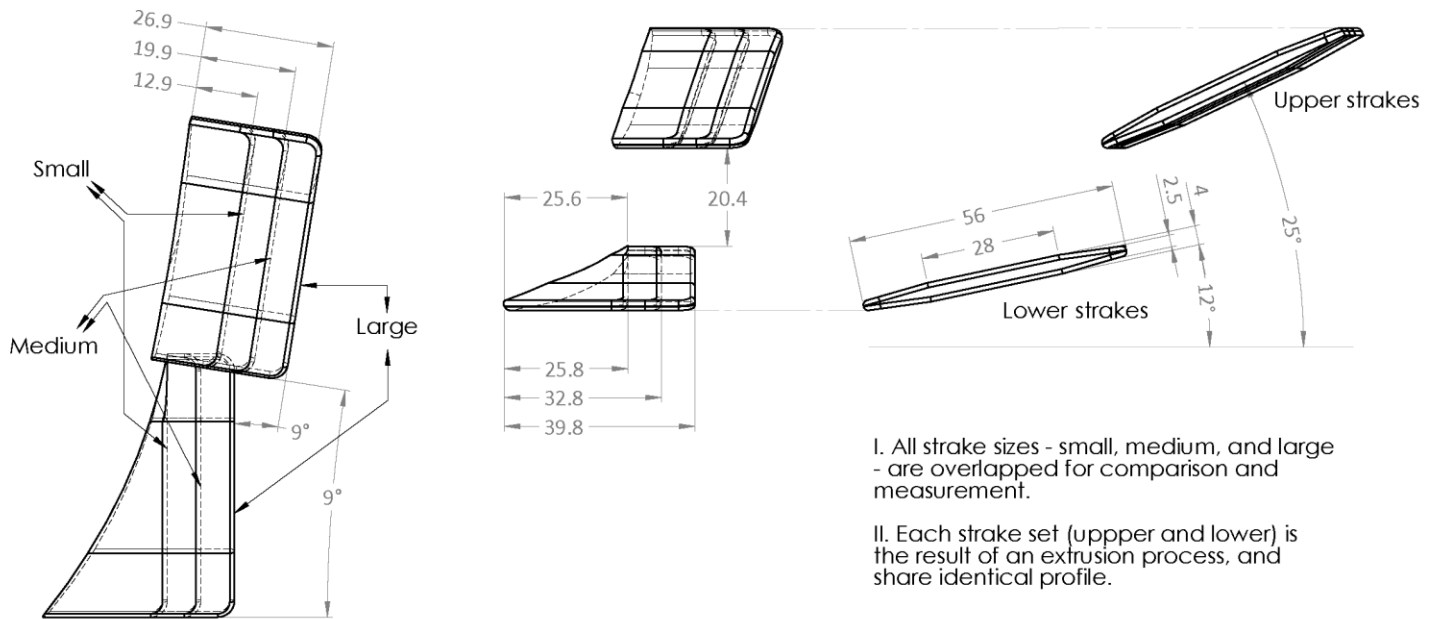 26.9
19.9
12.9
Small
Medium
Large
9°
9°
25.6
20.4
25.8
32.8
39.8
Upper strakes
56
28
2.5
4
12°
25°
Lower strakes
I. All strake sizes - small, medium, and large
- are overlapped for comparison and
measurement.
II. Each strake set (uppper and lower) is
the result of an extrusion process, and
share identical profile.